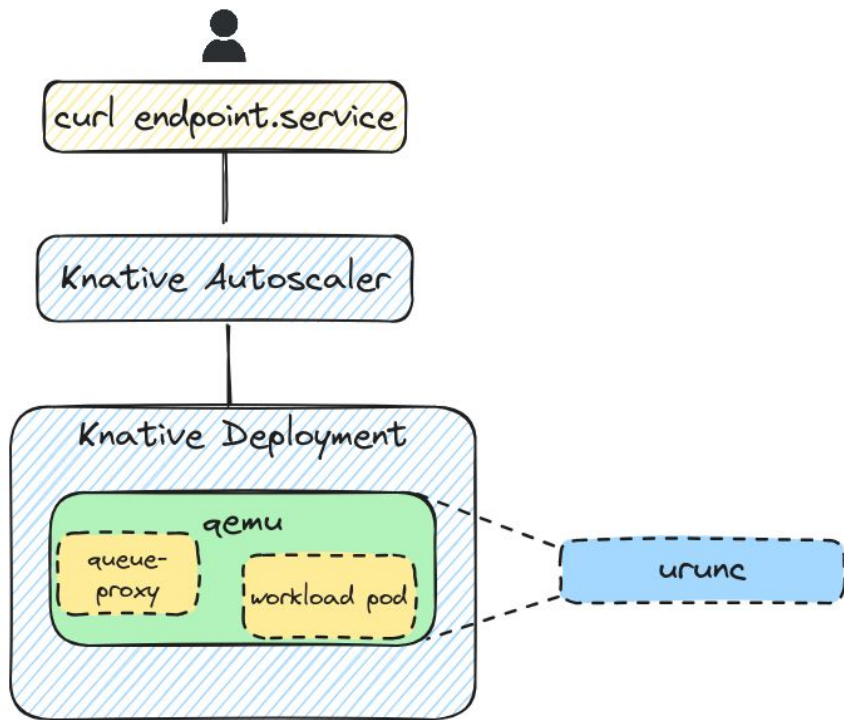 curl endpoint.service
Knative Autoscaler
Knative Deployment
qemu
queue-
proxy
workload pod
urunc